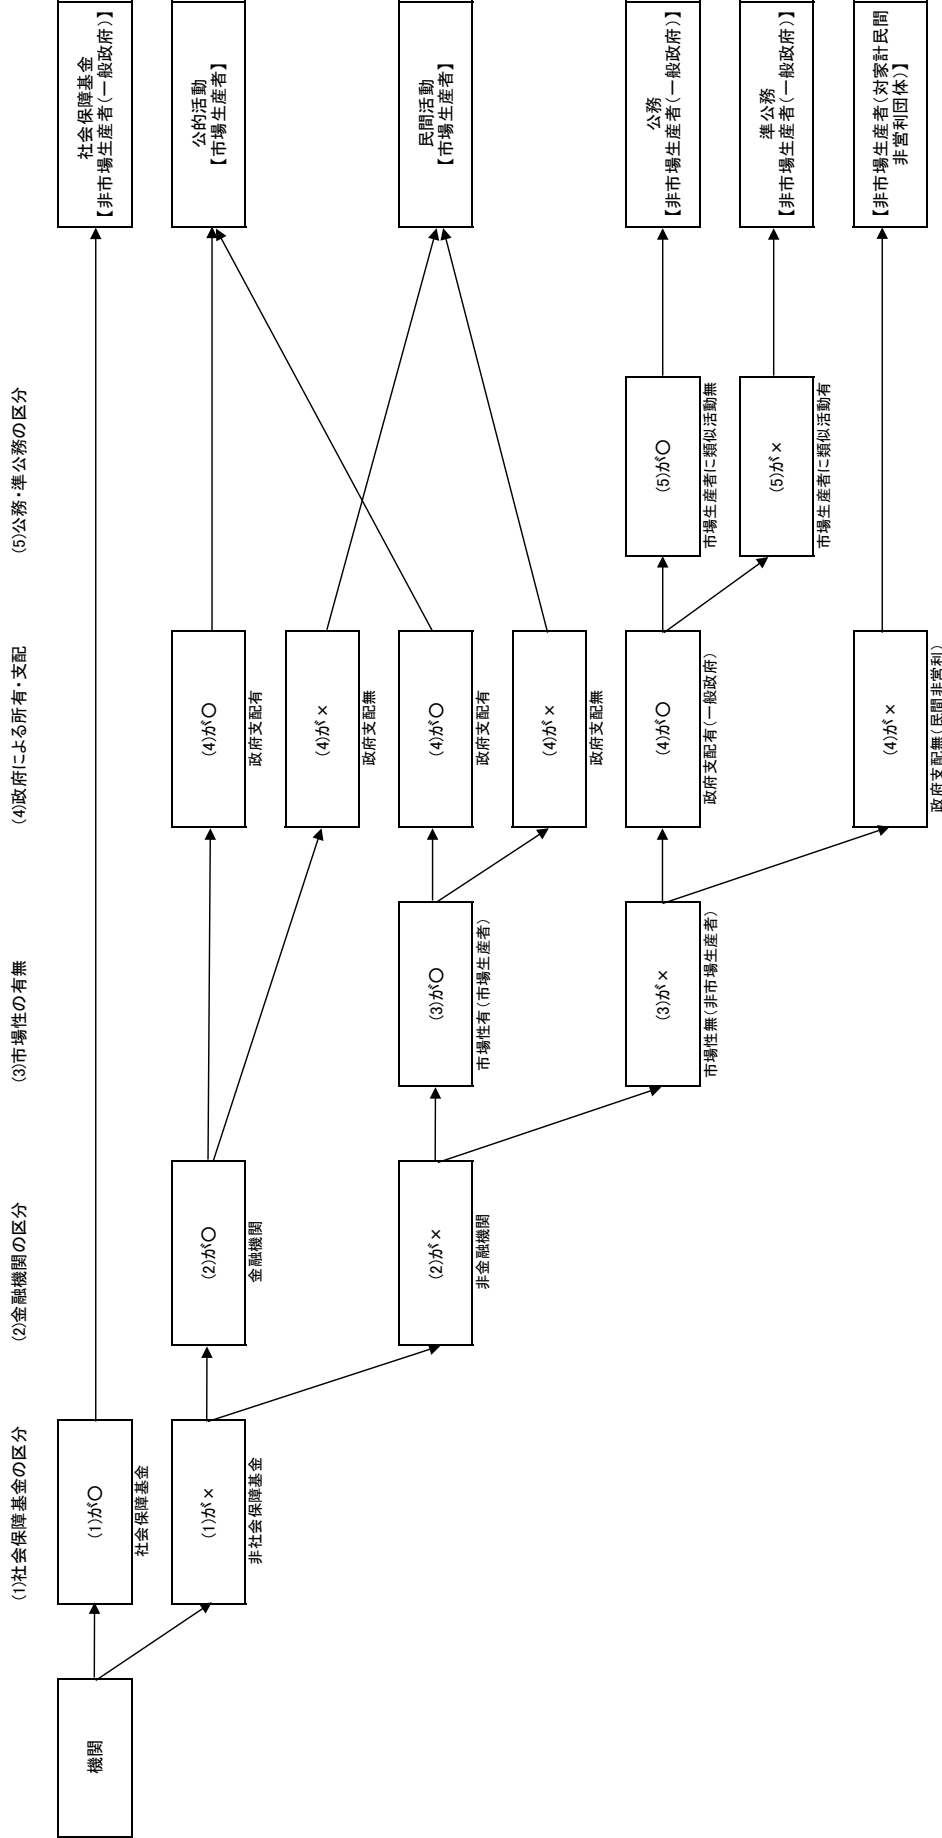 (1)社会保障基金の区分
(2)金融機関の区分
(3)市場性の有無
(4)政府による所有・支配
(5)公務・準公務の区分
機関
(1)が〇
社会保障基金
社会保障基金
【非市場生産者(一般政府)】
(1)が×
非社会保障基金
(2)が〇
金融機関
(4)が〇
政府支配有
公的活動
【市場生産者】
(4)が×
政府支配無
(2)が×
非金融機関
(3)が〇
市場性有(市場生産者)
(4)が〇
政府支配有
民間活動
【市場生産者】
(4)が×
政府支配無
(3)が×
市場性無(非市場生産者)
(4)が〇
政府支配有(一般政府)
(5)が〇
市場生産者に類似活動無
公務
【非市場生産者(一般政府)】
(5)が×
市場生産者に類似活動有
準公務
【非市場生産者(一般政府)】
(4)が×
政府支配無(民間非営利)
【非市場生産者(対家計民間
非営利団体)】